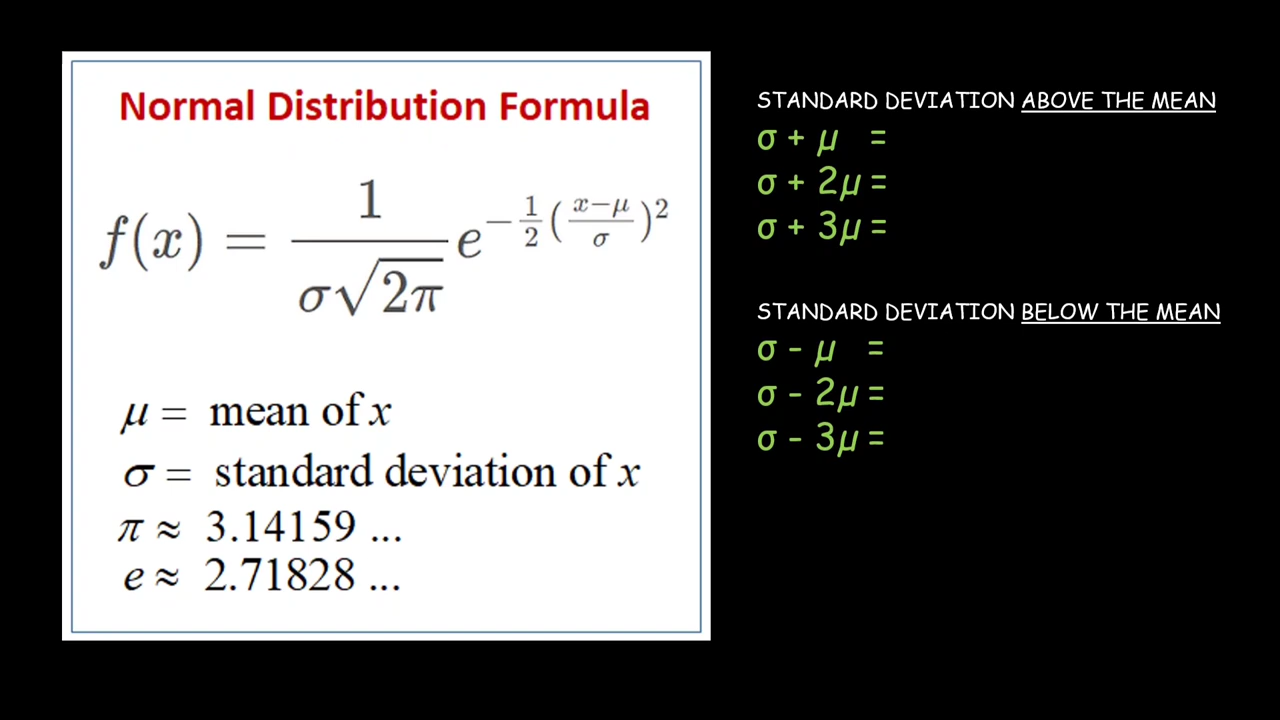 Normal Distribution Formula
f(x) = 1/(σ√2π) e^(−1/2((x−μ)/σ)²)
μ = mean of x
σ = standard deviation of x
π ≈ 3.14159 ...
e ≈ 2.71828 ...
STANDARD DEVIATION ABOVE THE MEAN
σ + μ =
σ + 2μ =
σ + 3μ =
STANDARD DEVIATION BELOW THE MEAN
σ - μ =
σ - 2μ =
σ - 3μ =